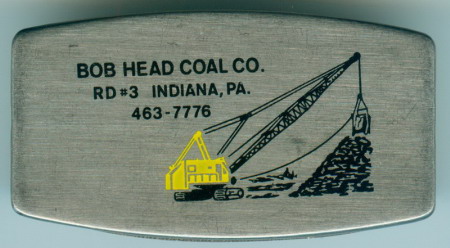 BOB HEAD COAL CO.
RD #3 INDIANA, PA.
463-7776